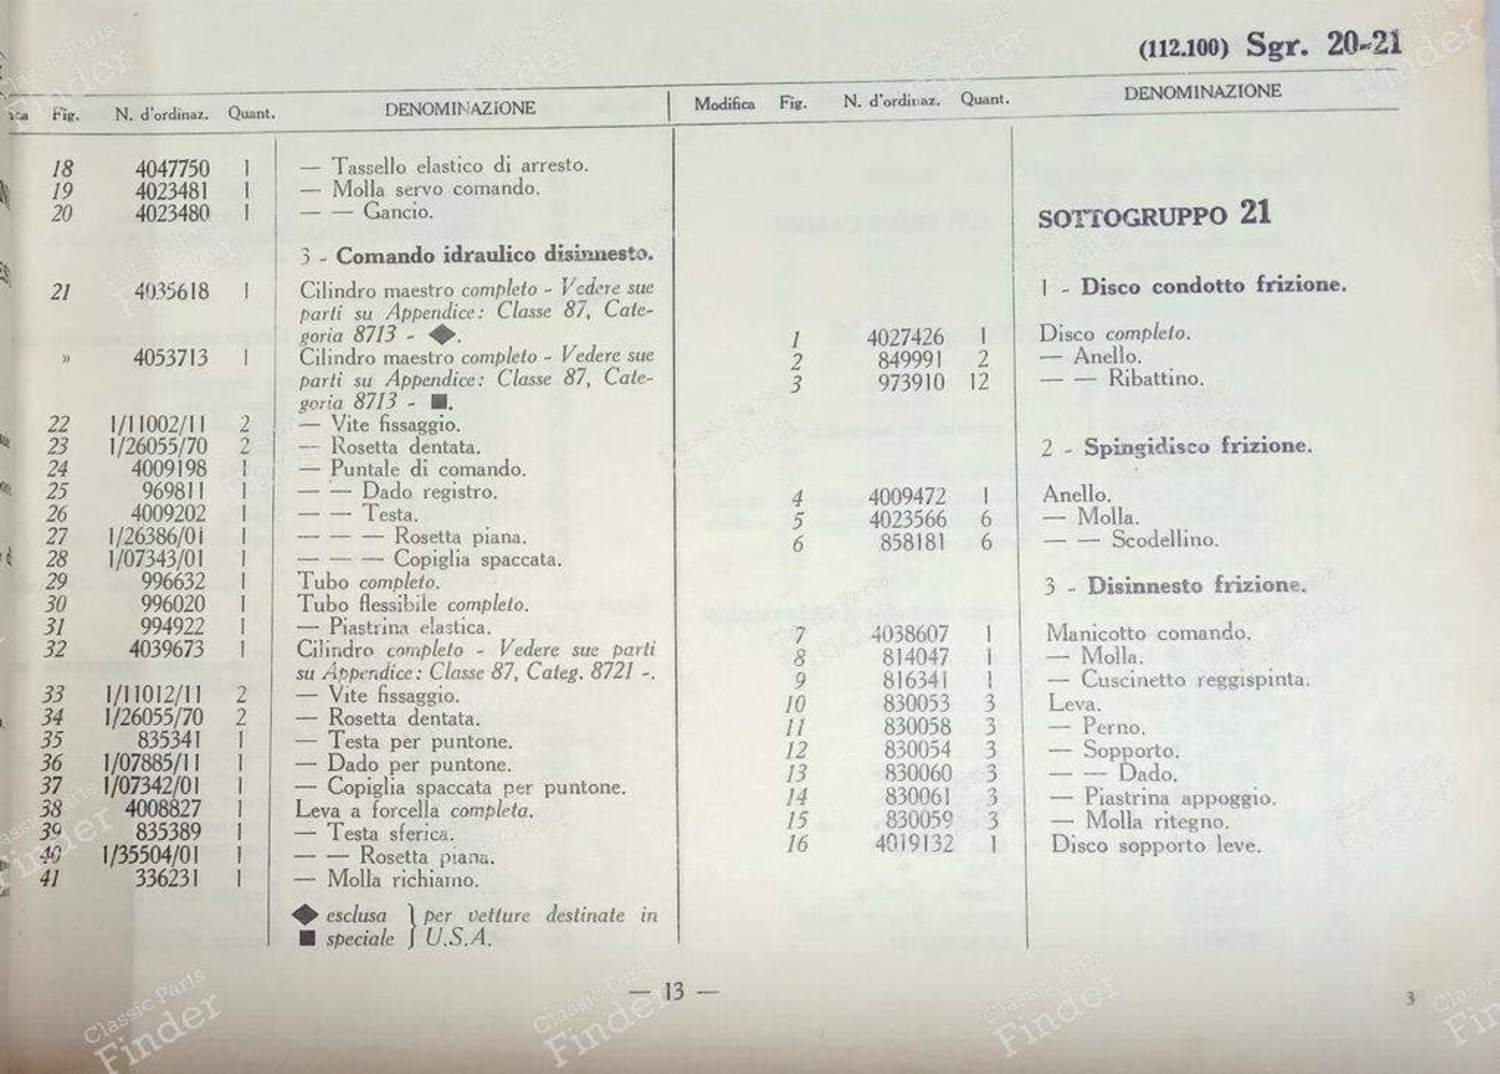 (112.100) Sgr. 20-21
Fig. N. d'ordinaz. Quant. DENOMINAZIONE
18 4047750 1 — Tassello elastico di arresto.
19 4023481 1 — Molla servo comando.
20 4023480 1 — — Gancio.
3 - Comando idraulico disinnesto.
21 4035618 1 Cilindro maestro completo - Vedere sue
parti su Appendice: Classe 87, Cate-
goria 8713 - ◆.
» 4053713 1 Cilindro maestro completo - Vedere sue
parti su Appendice: Classe 87, Cate-
goria 8713 - ■.
22 1/11002/11 2 — Vite fissaggio.
23 1/26055/70 2 — Rosetta dentata.
24 4009198 1 — Puntale di comando.
25 969811 1 — — Dado registro.
26 4009202 1 — — Testa.
27 1/26386/01 1 — — — Rosetta piana.
28 1/07343/01 1 — — — Copiglia spaccata.
29 996632 1 Tubo completo.
30 996020 1 Tubo flessibile completo.
31 994922 1 — Piastrina elastica.
32 4039673 1 Cilindro completo - Vedere sue parti
su Appendice: Classe 87, Categ. 8721 -.
33 1/11012/11 2 — Vite fissaggio.
34 1/26055/70 2 — Rosetta dentata.
35 835341 1 — Testa per puntone.
36 1/07885/11 1 — Dado per puntone.
37 1/07342/01 1 — Copiglia spaccata per puntone.
38 4008827 1 Leva a forcella completa.
39 835389 1 — Testa sferica.
40 1/35504/01 1 — — Rosetta piana.
41 336231 1 — Molla richiamo.
◆ esclusa } per vetture destinate in
■ speciale } U.S.A.
Modifica Fig. N. d'ordinaz. Quant. DENOMINAZIONE
SOTTOGRUPPO 21
1 - Disco condotto frizione.
1 4027426 1 Disco completo.
2 849991 2 — Anello.
3 973910 12 — — Ribattino.
2 - Spingidisco frizione.
4 4009472 1 Anello.
5 4023566 6 — Molla.
6 858181 6 — — Scodellino.
3 - Disinnesto frizione.
7 4038607 1 Manicotto comando.
8 814047 1 — Molla.
9 816341 1 — Cuscinetto reggispinta.
10 830053 3 Leva.
11 830058 3 — Perno.
12 830054 3 — Sopporto.
13 830060 3 — — Dado.
14 830061 3 — Piastrina appoggio.
15 830059 3 — Molla ritegno.
16 4019132 1 Disco sopporto leve.
— 13 —
3
Classic Parts
Finder
Classic Parts
Finder
Classic Parts
Finder